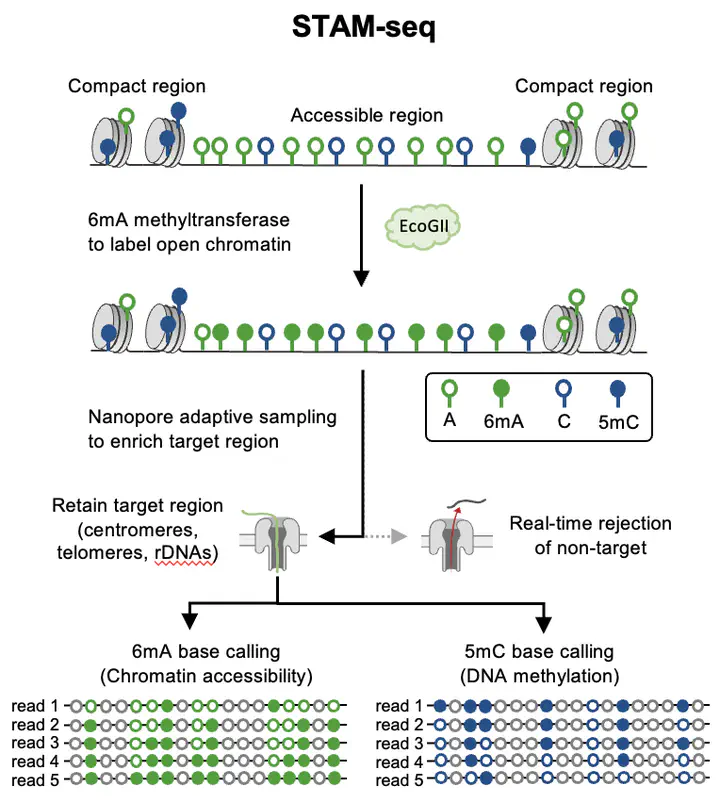 STAM-seq
Compact region
Compact region
Accessible region
6mA methyltransferase
to label open chromatin
EcoGII
A
6mA
C
5mC
Nanopore adaptive sampling
to enrich target region
Retain target region
(centromeres,
telomeres, rDNAs)
Real-time rejection
of non-target
6mA base calling
(Chromatin accessibility)
5mC base calling
(DNA methylation)
read 1
read 2
read 3
read 4
read 5
read 1
read 2
read 3
read 4
read 5